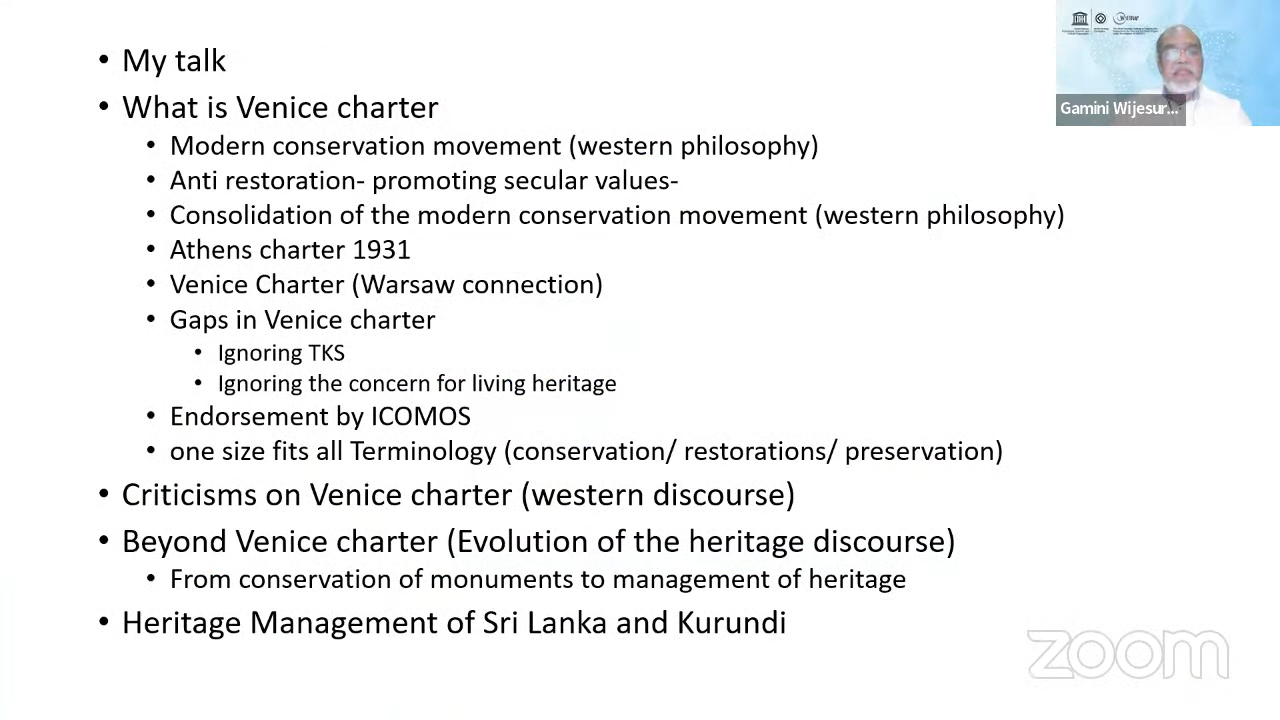 • My talk
• What is Venice charter
• Modern conservation movement (western philosophy)
• Anti restoration- promoting secular values-
• Consolidation of the modern conservation movement (western philosophy)
• Athens charter 1931
• Venice Charter (Warsaw connection)
• Gaps in Venice charter
• Ignoring TKS
• Ignoring the concern for living heritage
• Endorsement by ICOMOS
• one size fits all Terminology (conservation/ restorations/ preservation)
• Criticisms on Venice charter (western discourse)
• Beyond Venice charter (Evolution of the heritage discourse)
• From conservation of monuments to management of heritage
• Heritage Management of Sri Lanka and Kurundi
Gamini Wijesur...
zoom